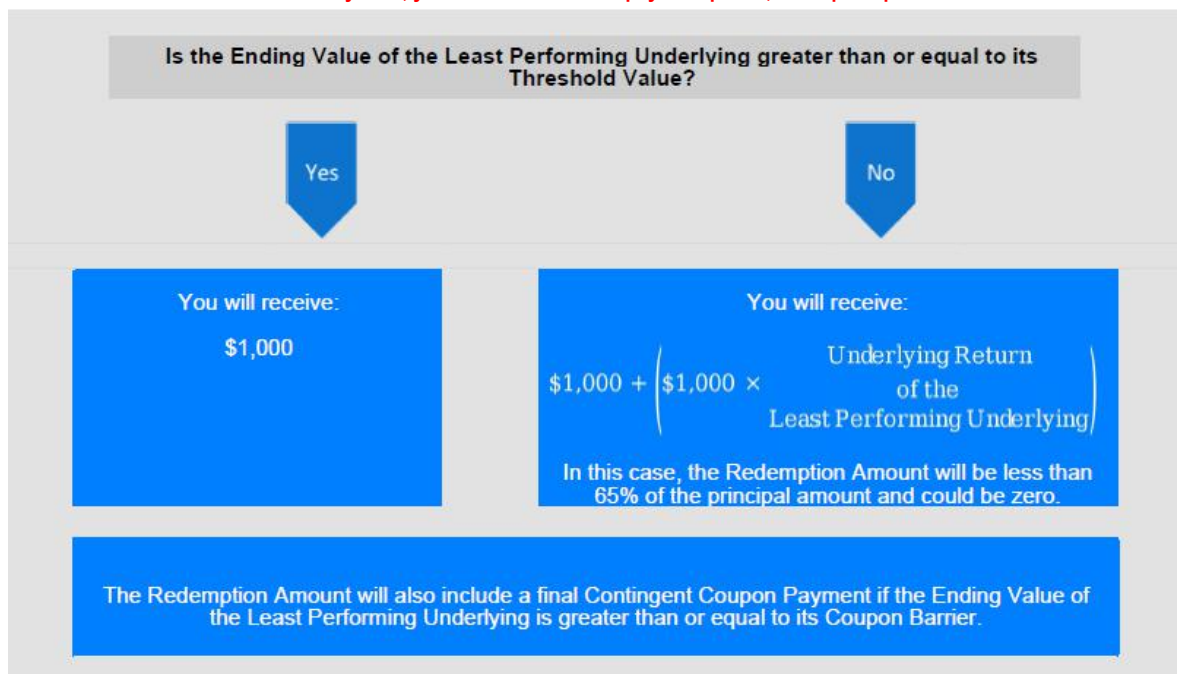 Is the Ending Value of the Least Performing Underlying greater than or equal to its
Threshold Value?
Yes
No
You will receive:
$1,000
You will receive:
$1,000 + ($1,000 × Underlying Return
of the
Least Performing Underlying)
In this case, the Redemption Amount will be less than
65% of the principal amount and could be zero.
The Redemption Amount will also include a final Contingent Coupon Payment if the Ending Value of
the Least Performing Underlying is greater than or equal to its Coupon Barrier.